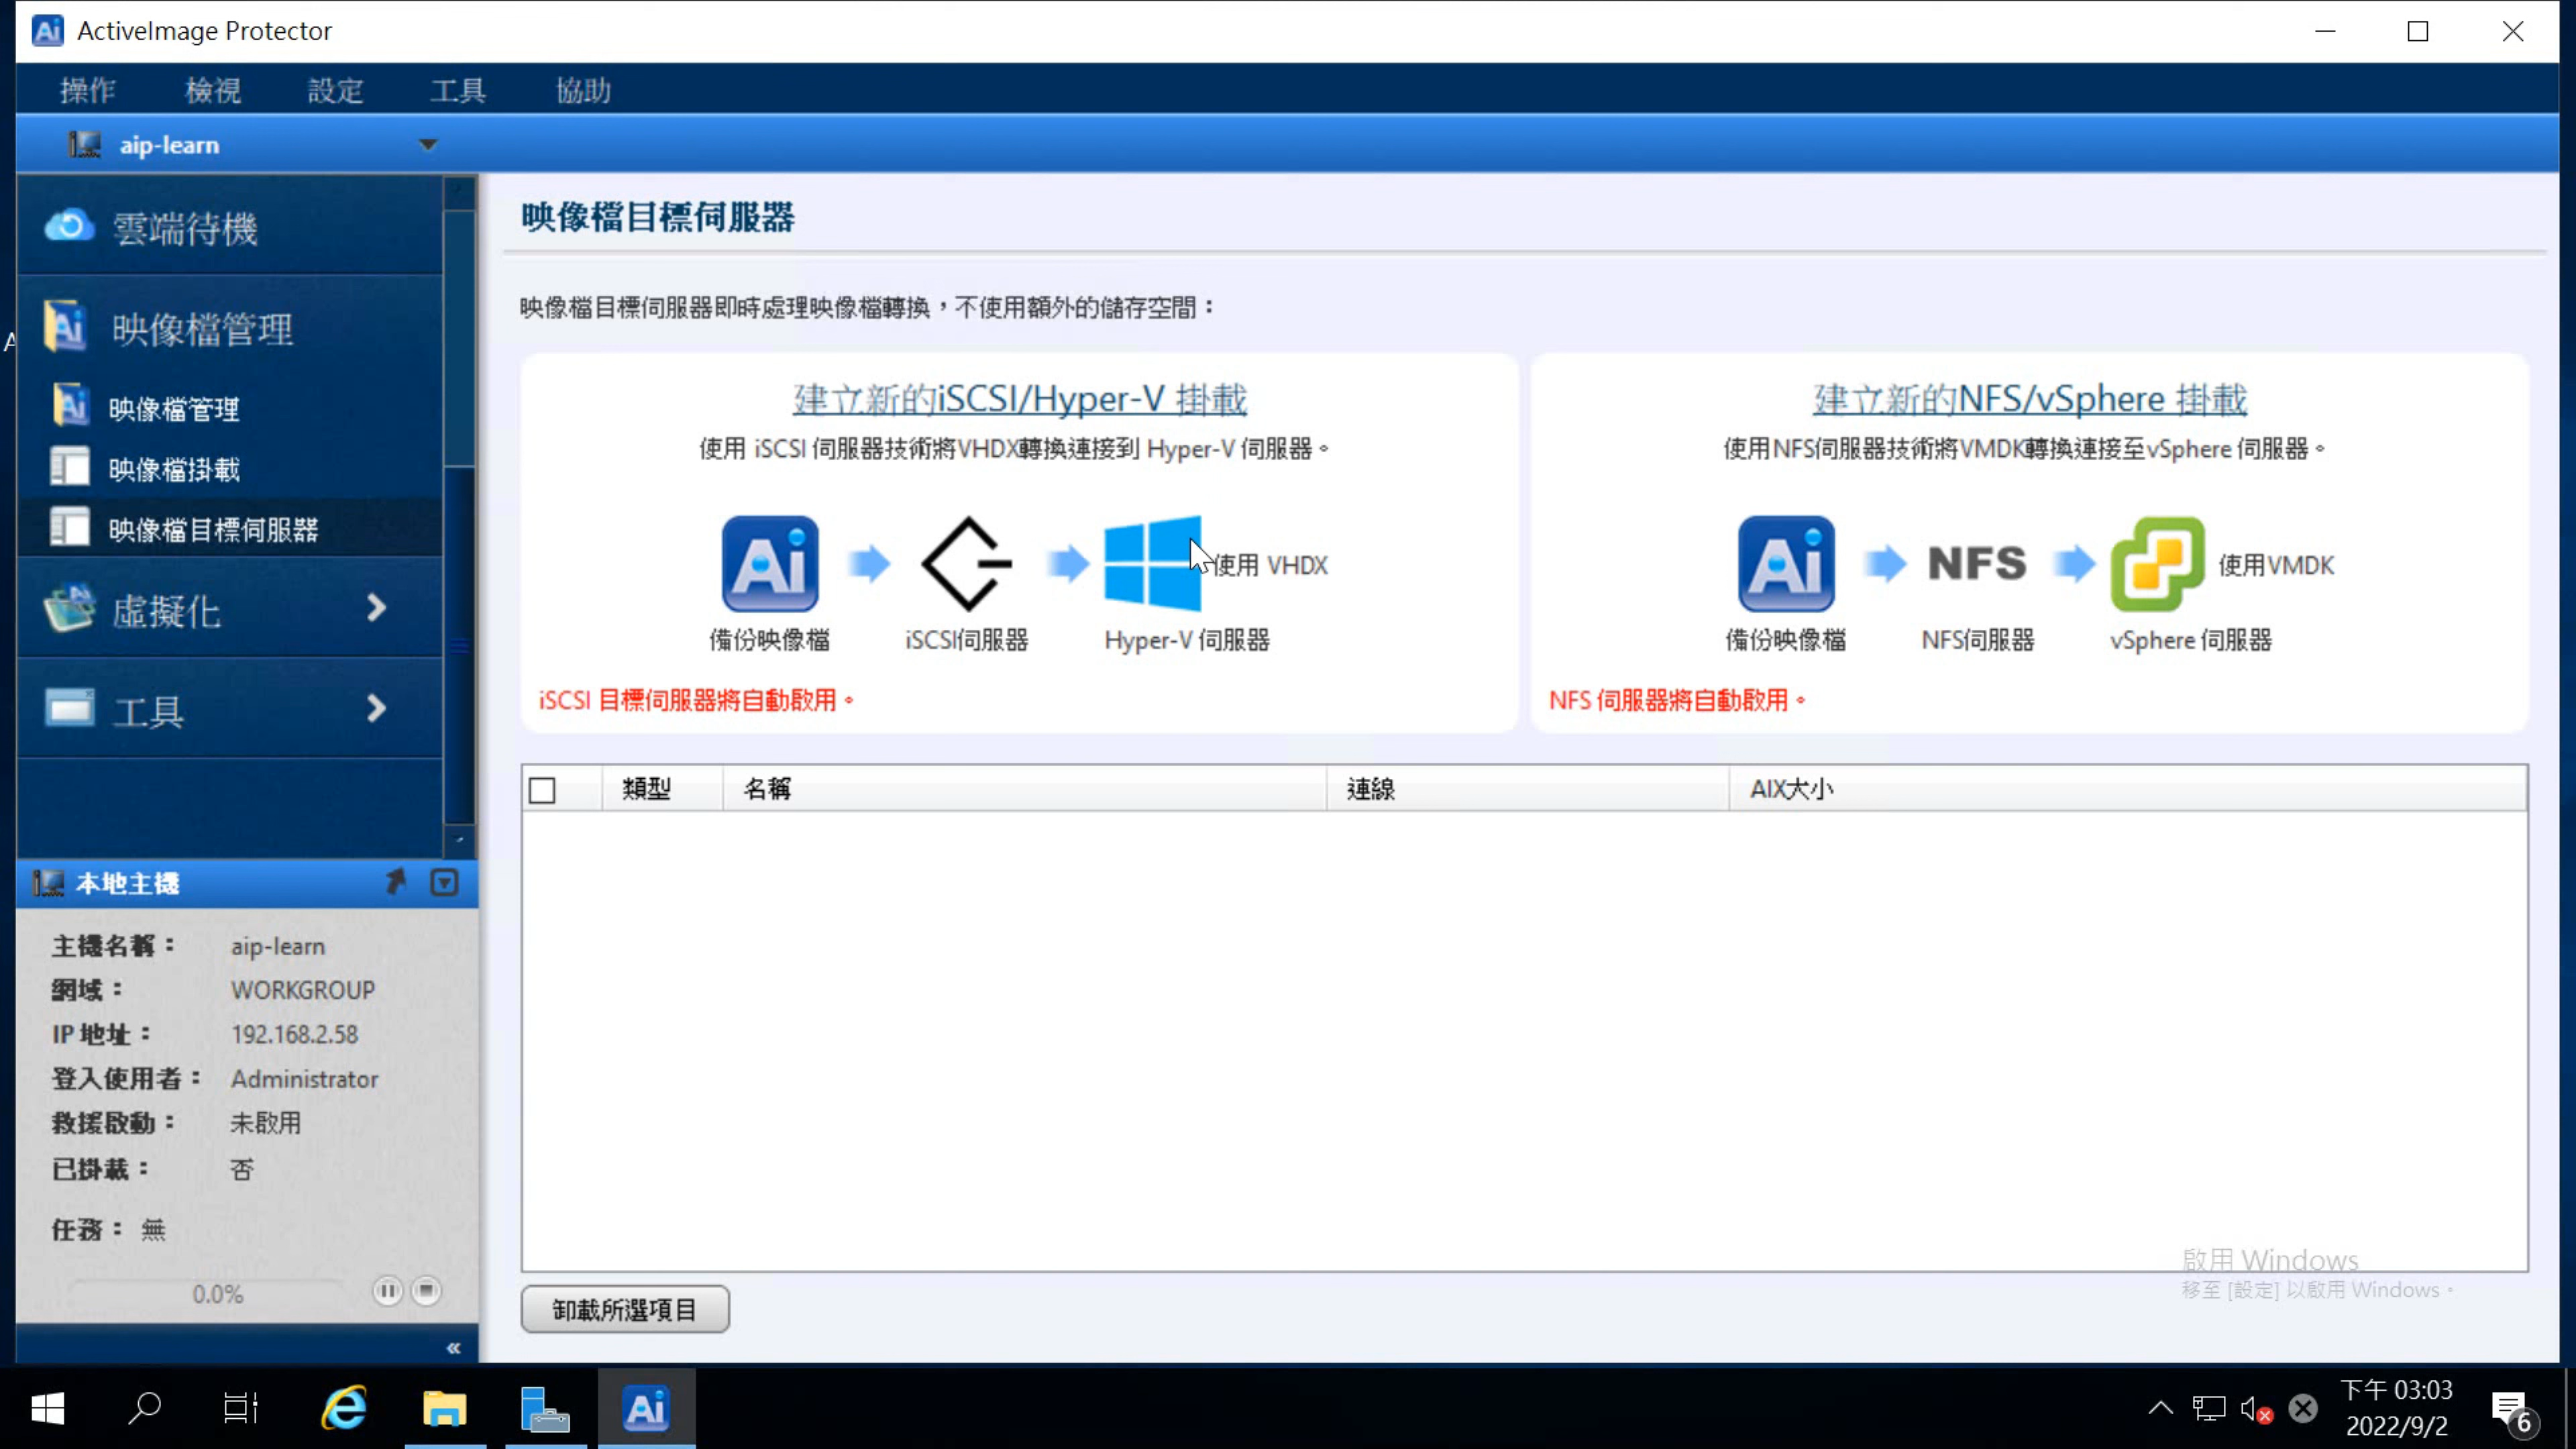 ActiveImage Protector
操作 檢視 設定 工具 協助
aip-learn
雲端待機
映像檔管理
映像檔管理
映像檔掛載
映像檔目標伺服器
虛擬化
工具
本地主機
主機名稱： aip-learn
網域： WORKGROUP
IP 地址： 192.168.2.58
登入使用者： Administrator
救援啟動： 未啟用
已掛載： 否
任務： 無
0.0%
«
映像檔目標伺服器
映像檔目標伺服器即時處理映像檔轉換，不使用額外的儲存空間：
建立新的iSCSI/Hyper-V 掛載
使用 iSCSI 伺服器技術將VHDX轉換連接到 Hyper-V 伺服器。
Ai 使用 VHDX
備份映像檔 iSCSI伺服器 Hyper-V 伺服器
iSCSI 目標伺服器將自動啟用。
建立新的NFS/vSphere 掛載
使用NFS伺服器技術將VMDK轉換連接至vSphere 伺服器。
Ai NFS 使用VMDK
備份映像檔 NFS伺服器 vSphere 伺服器
NFS 伺服器將自動啟用。
類型 名稱 連線 AIX大小
卸載所選項目
啟用 Windows
移至 [設定] 以啟用 Windows。
下午 03:03
2022/9/2
6